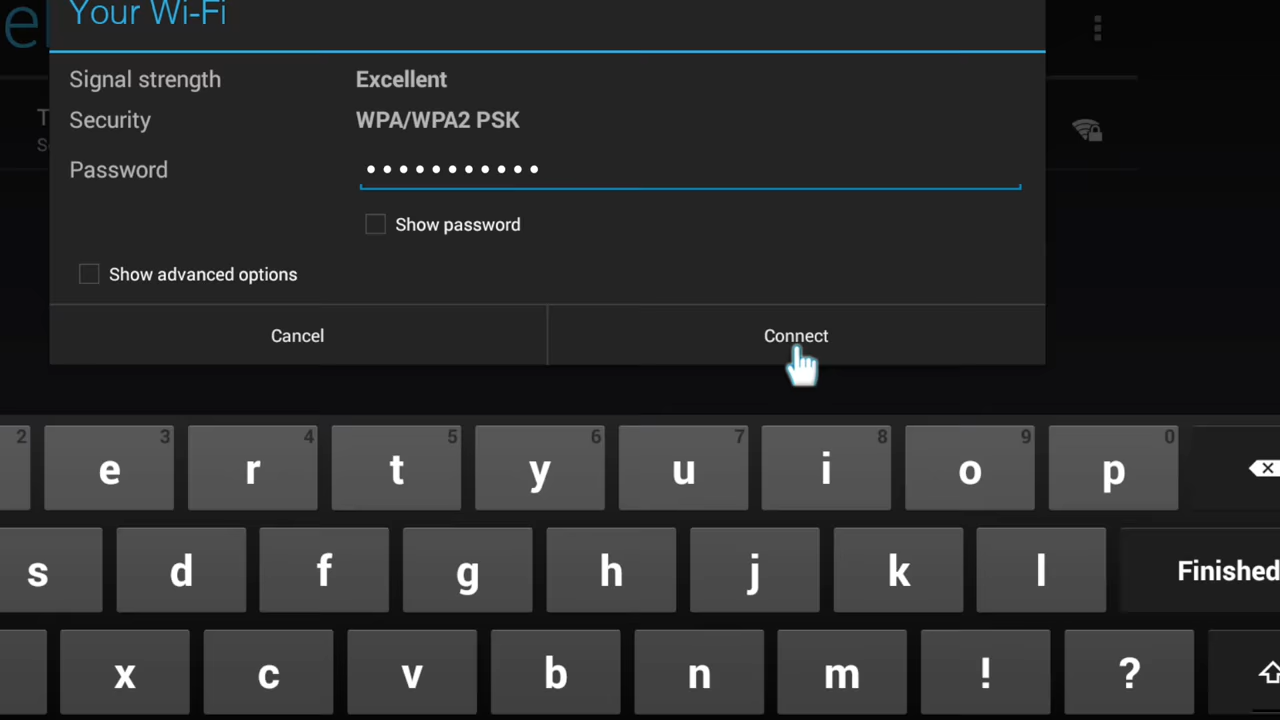 el
Your Wi-Fi
Signal strength Excellent
Security WPA/WPA2 PSK
Password •••••••••••
Show password
Show advanced options
Cancel Connect
2 3 4 5 6 7 8 9 0
e r t y u i o p
s d f g h j k l Finished
x c v b n m ! ?